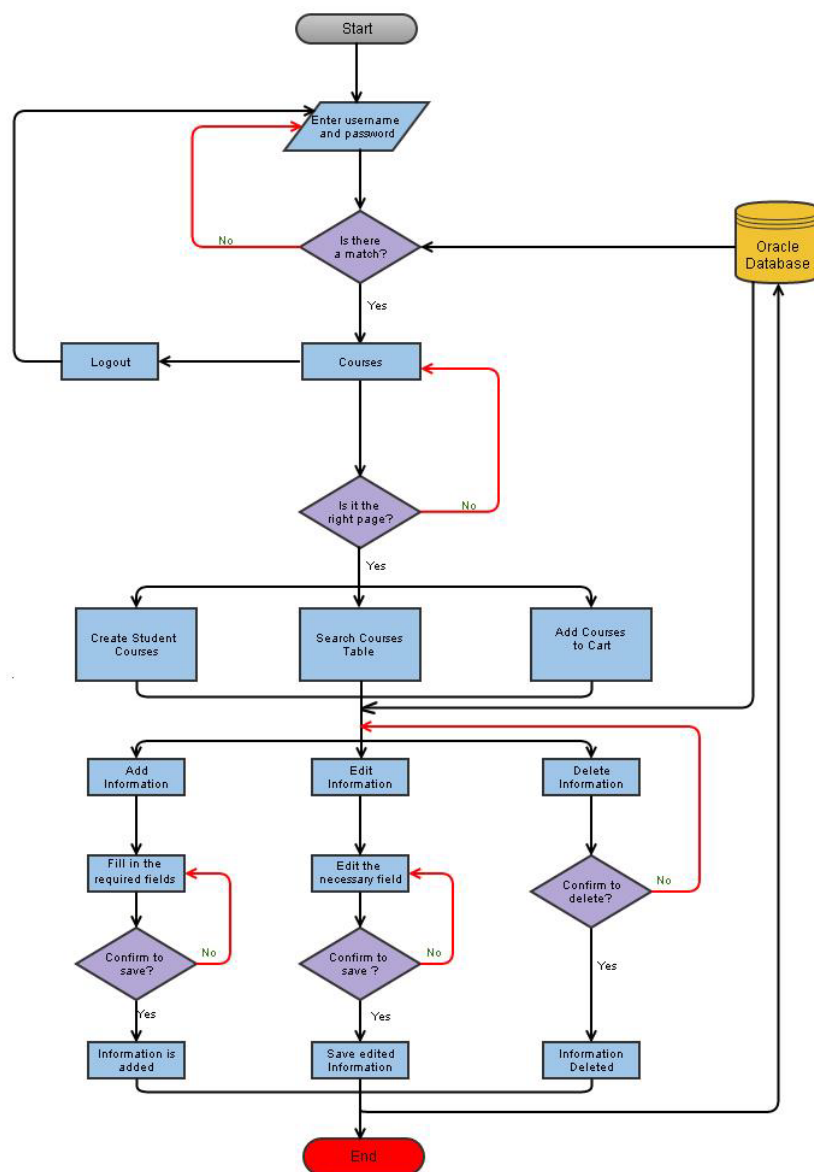 Start
Enter username
and password
No
Is there
a match?
Oracle
Database
Yes
Logout
Courses
Is it the
right page?
No
Yes
Create Student
Courses
Search Courses
Table
Add Courses
to Cart
Add
Information
Edit
Information
Delete
Information
Fill in the
required fields
Edit the
necessary field
Confirm to
delete?
No
Confirm to
save?
No
Confirm to
save ?
No
Yes
Yes
Yes
Information is
added
Save edited
Information
Information
Deleted
End